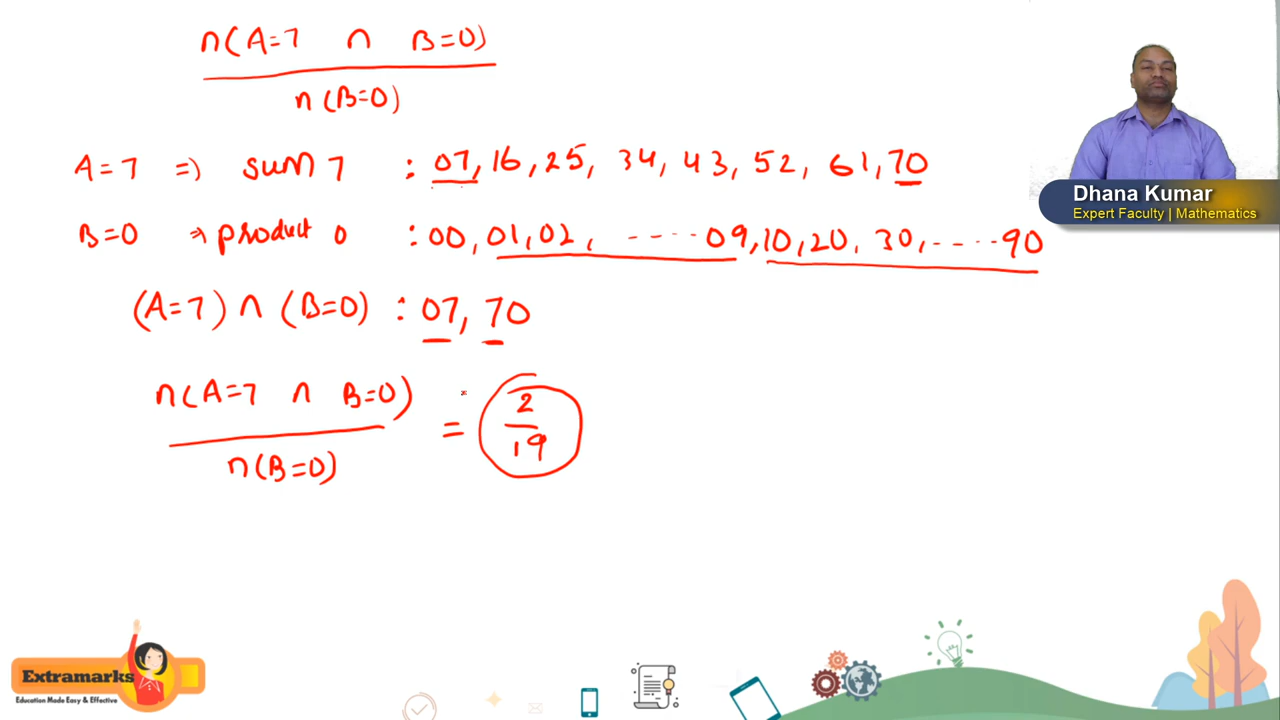 n(A=7 ∩ B=0)
n(B=0)
A=7 => sum 7 : 07, 16, 25, 34, 43, 52, 61, 70
B=0 => product 0 : 00, 01, 02, ----- 09, 10, 20, 30, ----- 90
(A=7) ∩ (B=0) : 07, 70
n(A=7 ∩ B=0) = 2
n(B=0) 19
Dhana Kumar
Expert Faculty | Mathematics
Extramarks
Education Made Easy & Effective